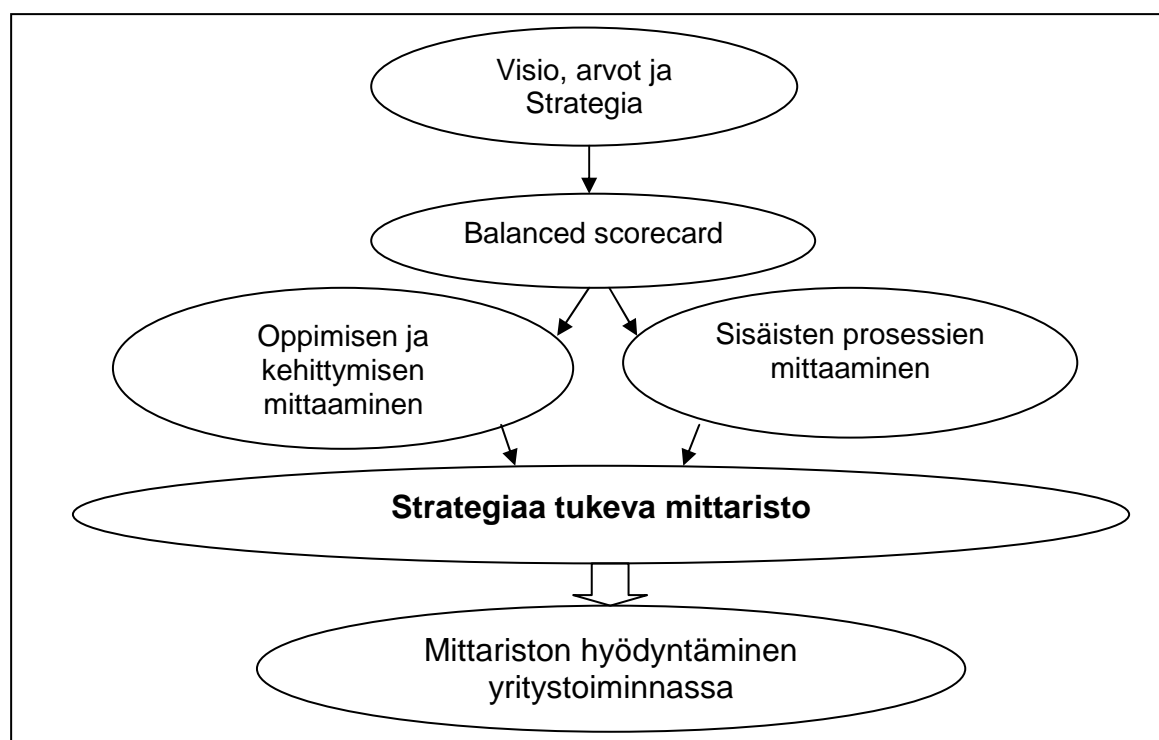 Visio, arvot ja
Strategia
Balanced scorecard
Oppimisen ja
kehittymisen
mittaaminen
Sisäisten prosessien
mittaaminen
Strategiaa tukeva mittaristo
Mittariston hyödyntäminen
yritystoiminnassa